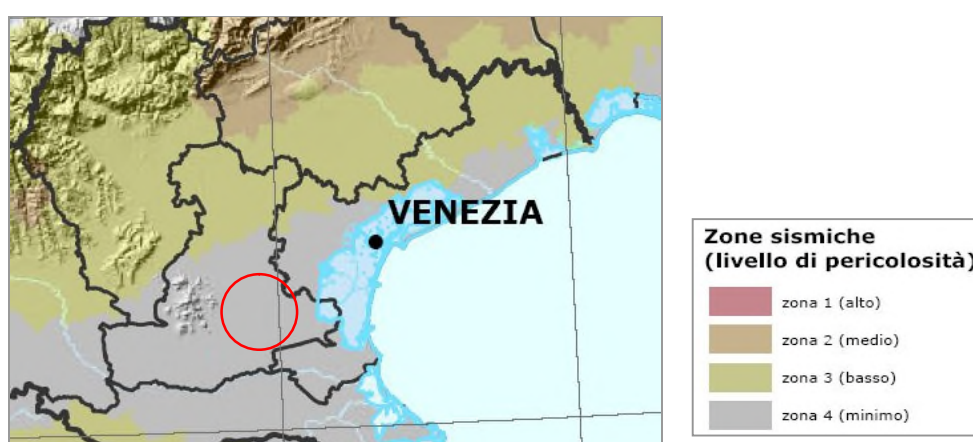 VENEZIA
Zone sismiche
(livello di pericolosità)
zona 1 (alto)
zona 2 (medio)
zona 3 (basso)
zona 4 (minimo)